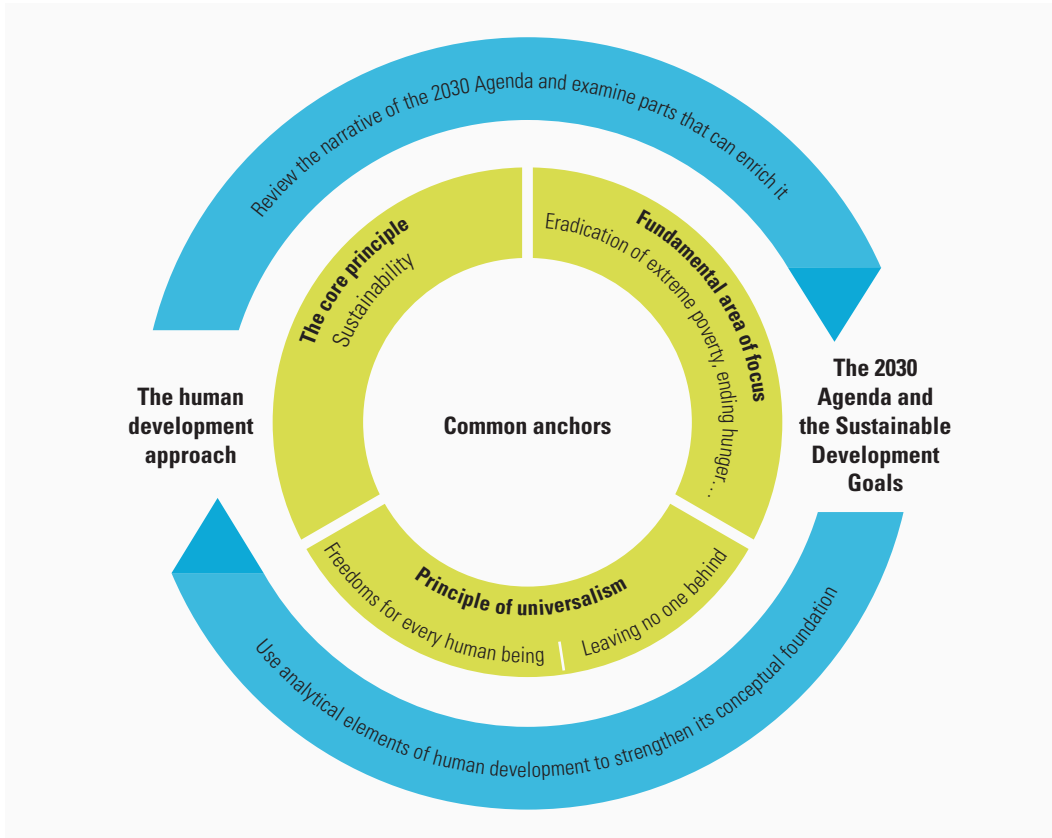 Review the narrative of the 2030 Agenda and examine parts that can enrich it
The core principle
Sustainability
Fundamental area of focus
Eradication of extreme poverty, ending hunger…
The human
development
approach
Common anchors
The 2030
Agenda and
the Sustainable
Development
Goals
Principle of universalism
Freedoms for every human being
Leaving no one behind
Use analytical elements of human development to strengthen its conceptual foundation